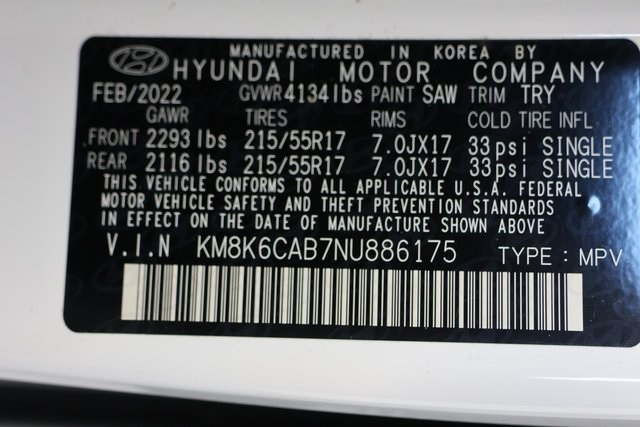 MANUFACTURED IN KOREA BY
HYUNDAI MOTOR COMPANY
FEB/2022 GVWR 4134 lbs PAINT SAW TRIM TRY
GAWR TIRES RIMS COLD TIRE INFL
FRONT 2293 lbs 215/55R17 7.0JX17 33psi SINGLE
REAR 2116 lbs 215/55R17 7.0JX17 33psi SINGLE
THIS VEHICLE CONFORMS TO ALL APPLICABLE U.S.A. FEDERAL
MOTOR VEHICLE SAFETY AND THEFT PREVENTION STANDARDS
IN EFFECT ON THE DATE OF MANUFACTURE SHOWN ABOVE
V.I.N KM8K6CAB7NU886175 TYPE : MPV